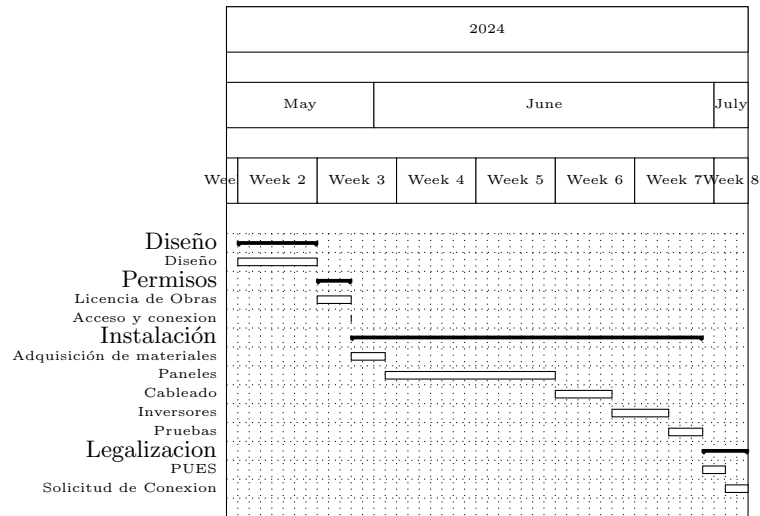 2024
May June July
Wee Week 2 Week 3 Week 4 Week 5 Week 6 Week 7 Week 8
Diseño
Diseño
Permisos
Licencia de Obras
Acceso y conexion
Instalación
Adquisición de materiales
Paneles
Cableado
Inversores
Pruebas
Legalizacion
PUES
Solicitud de Conexion